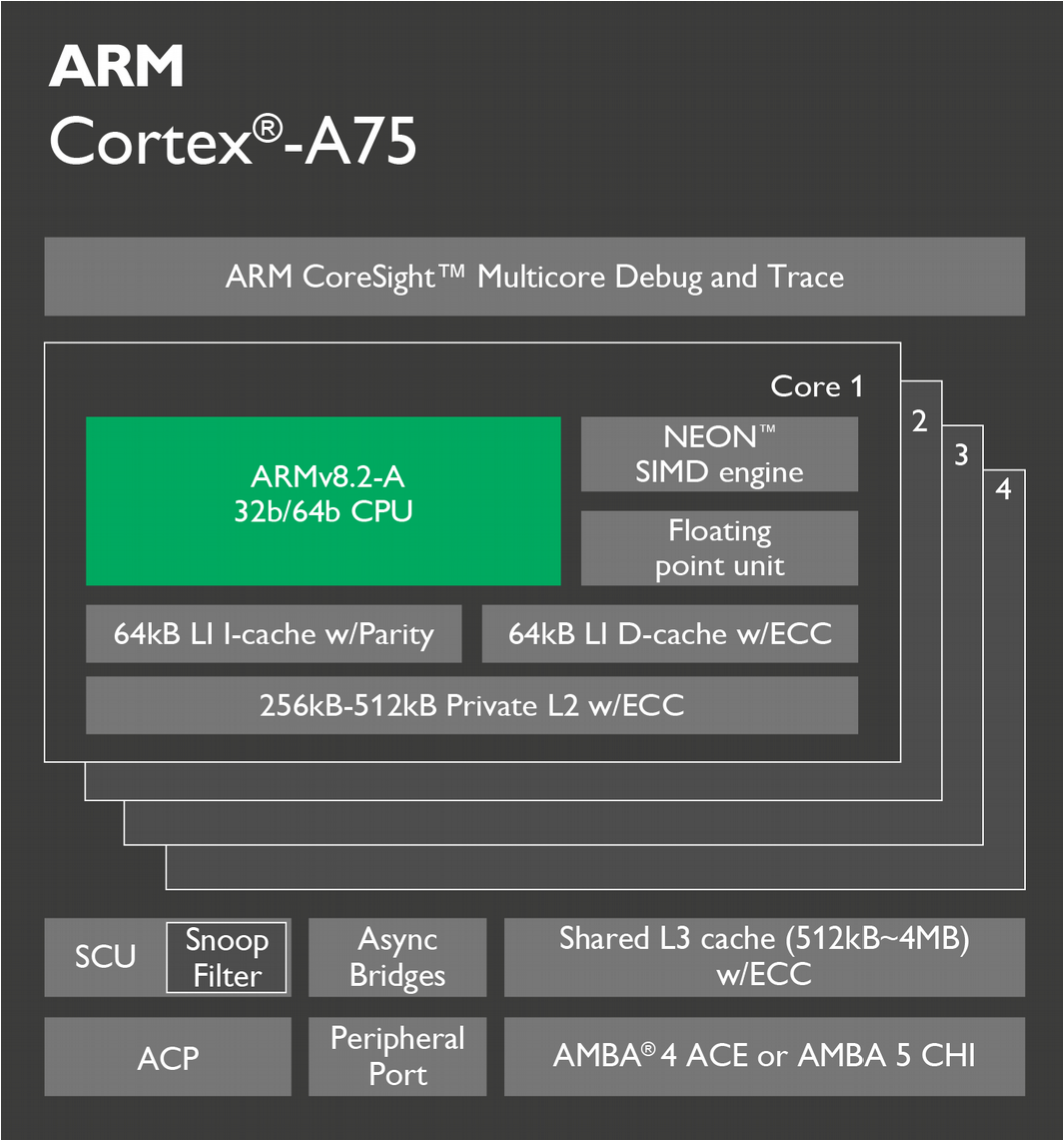 ARM
Cortex®-A75
ARM CoreSight™ Multicore Debug and Trace
Core 1
2
3
4
ARMv8.2-A
32b/64b CPU
NEON™
SIMD engine
Floating
point unit
64kB LI I-cache w/Parity
64kB LI D-cache w/ECC
256kB-512kB Private L2 w/ECC
SCU
Snoop
Filter
Async
Bridges
Shared L3 cache (512kB~4MB)
w/ECC
ACP
Peripheral
Port
AMBA® 4 ACE or AMBA 5 CHI